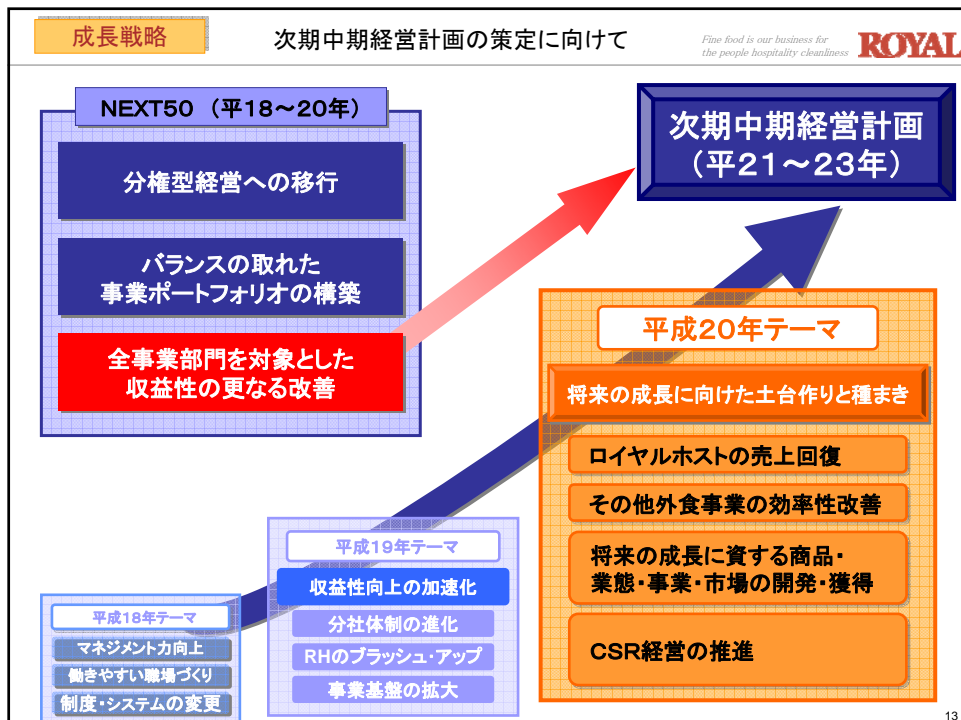 成長戦略
次期中期経営計画の策定に向けて
Fine food is our business for
the people hospitality cleanliness
ROYAL
NEXT50 (平18～20年)
分権型経営への移行
バランスの取れた
事業ポートフォリオの構築
全事業部門を対象とした
収益性の更なる改善
次期中期経営計画
(平21～23年)
平成20年テーマ
将来の成長に向けた土台作りと種まき
ロイヤルホストの売上回復
その他外食事業の効率性改善
将来の成長に資する商品・
業態・事業・市場の開発・獲得
CSR経営の推進
平成19年テーマ
収益性向上の加速化
分社体制の進化
RHのブラッシュ・アップ
事業基盤の拡大
平成18年テーマ
マネジメント力向上
働きやすい職場づくり
制度・システムの変更
13